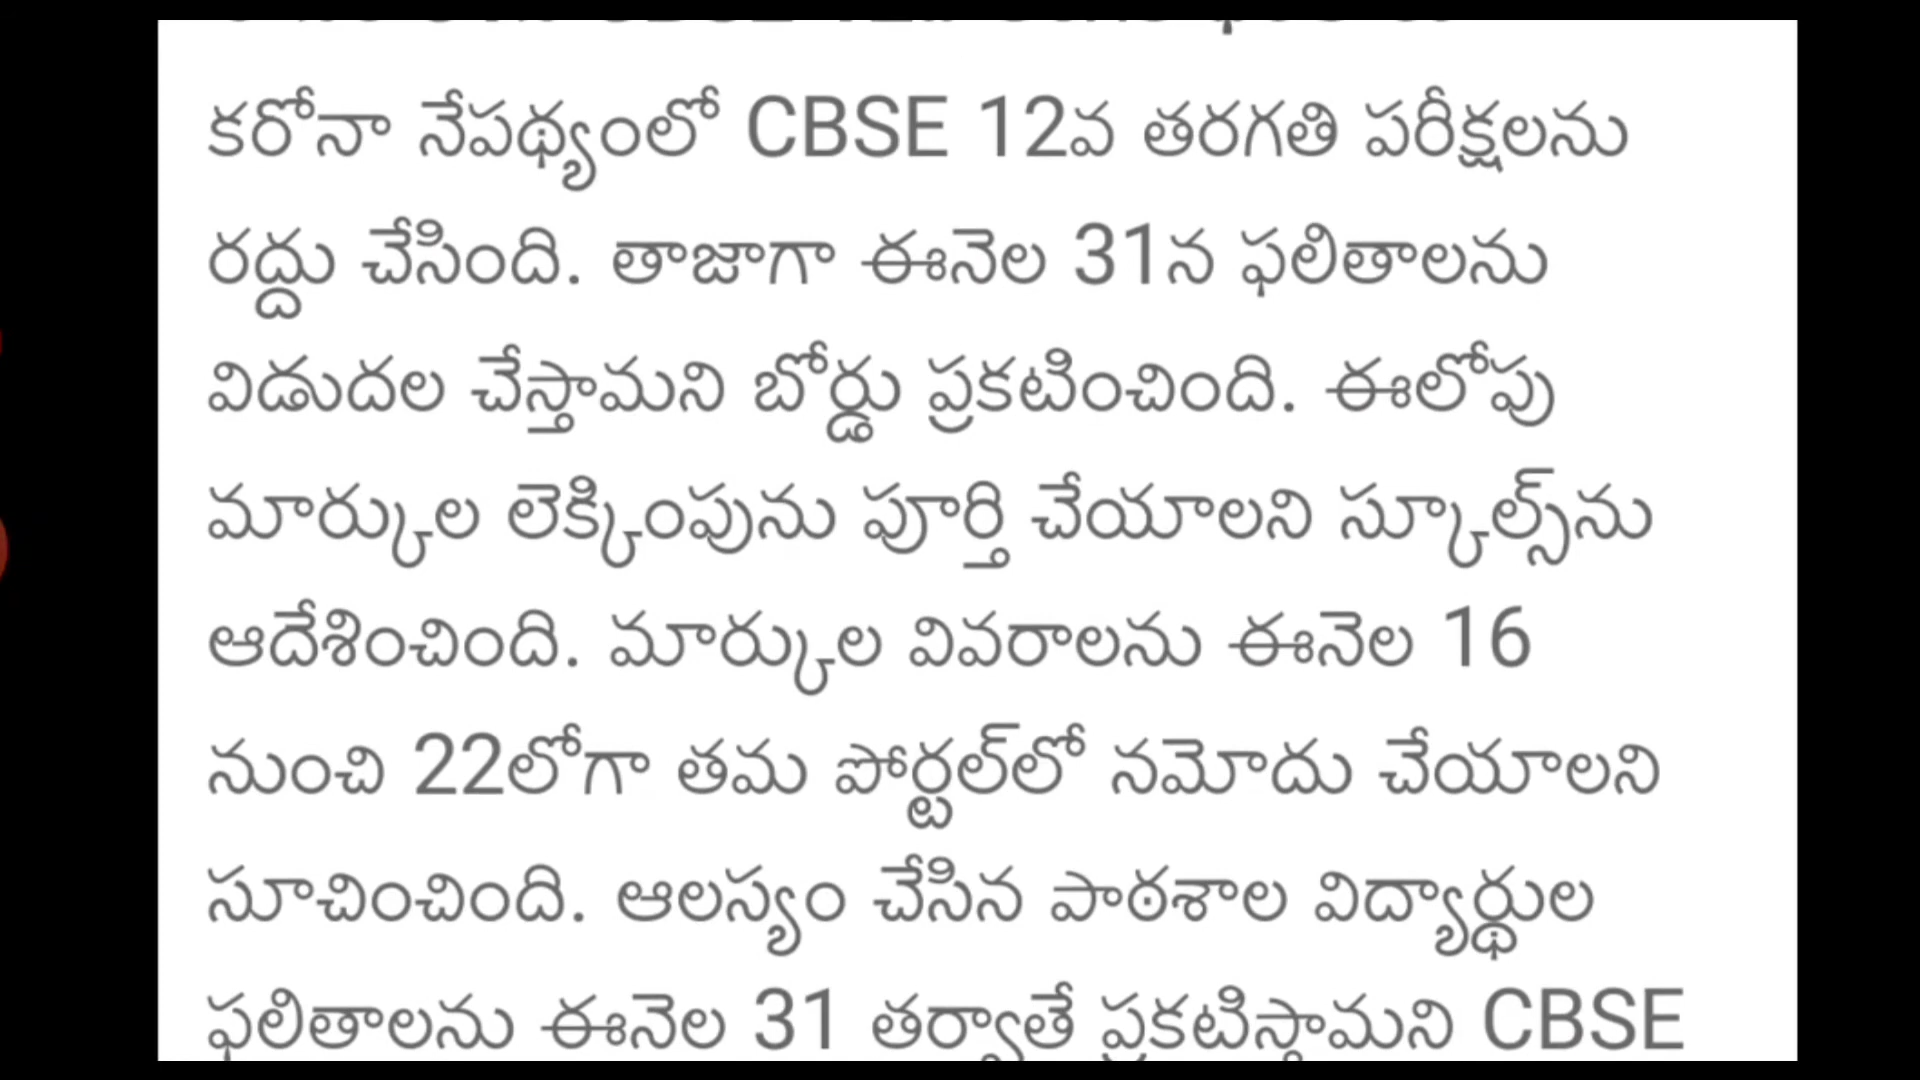 కరోనా నేపథ్యంలో CBSE 12వ తరగతి పరీక్షలను
రద్దు చేసింది. తాజాగా ఈనెల 31న ఫలితాలను
విడుదల చేస్తామని బోర్డు ప్రకటించింది. ఈలోపు
మార్కుల లెక్కింపును పూర్తి చేయాలని స్కూల్స్‌ను
ఆదేశించింది. మార్కుల వివరాలను ఈనెల 16
నుంచి 22లోగా తమ పోర్టల్‌లో నమోదు చేయాలని
సూచించింది. ఆలస్యం చేసిన పాఠశాల విద్యార్థుల
ఫలితాలను ఈనెల 31 తర్వాతే ప్రకటిస్తామని CBSE